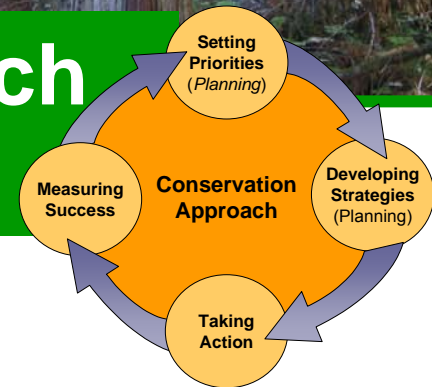 ch
Setting
Priorities
(Planning)
Developing
Strategies
(Planning)
Conservation
Approach
Measuring
Success
Taking
Action